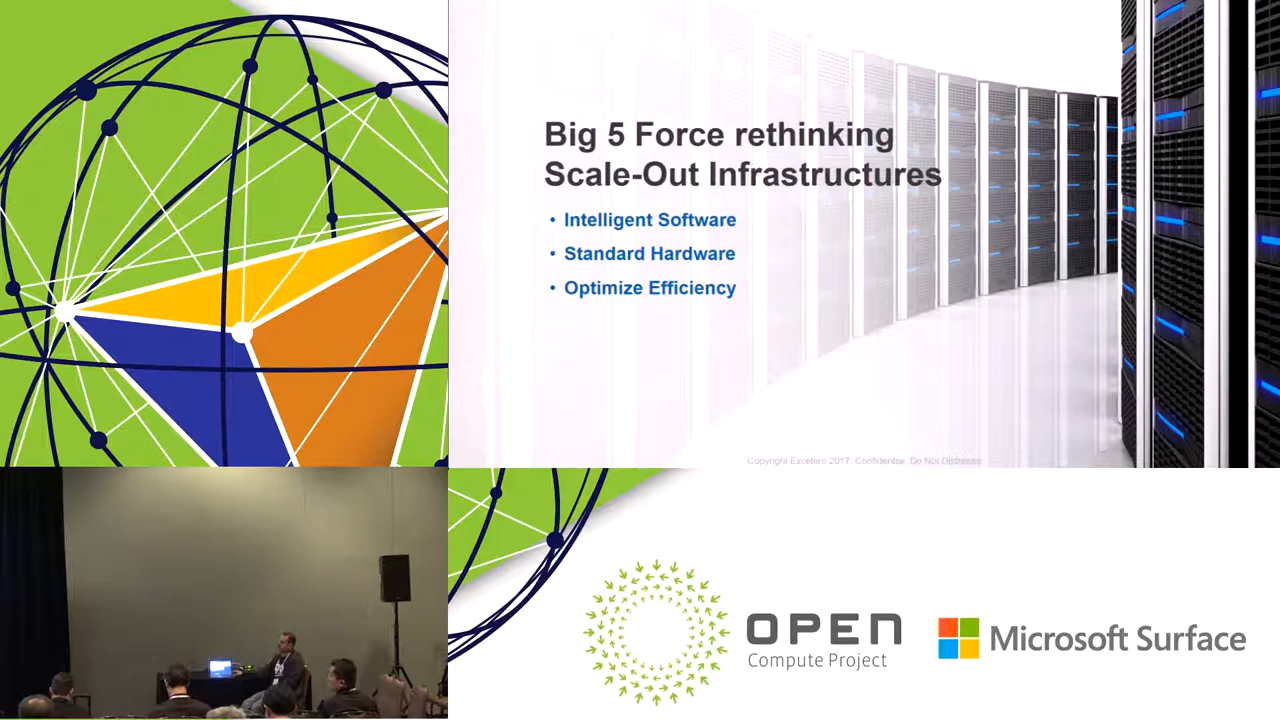 Big 5 Force rethinking
Scale-Out Infrastructures
• Intelligent Software
• Standard Hardware
• Optimize Efficiency
Copyright Excelero 2017. Confidential, Do Not Distribute
OPEN
Compute Project
Microsoft Surface